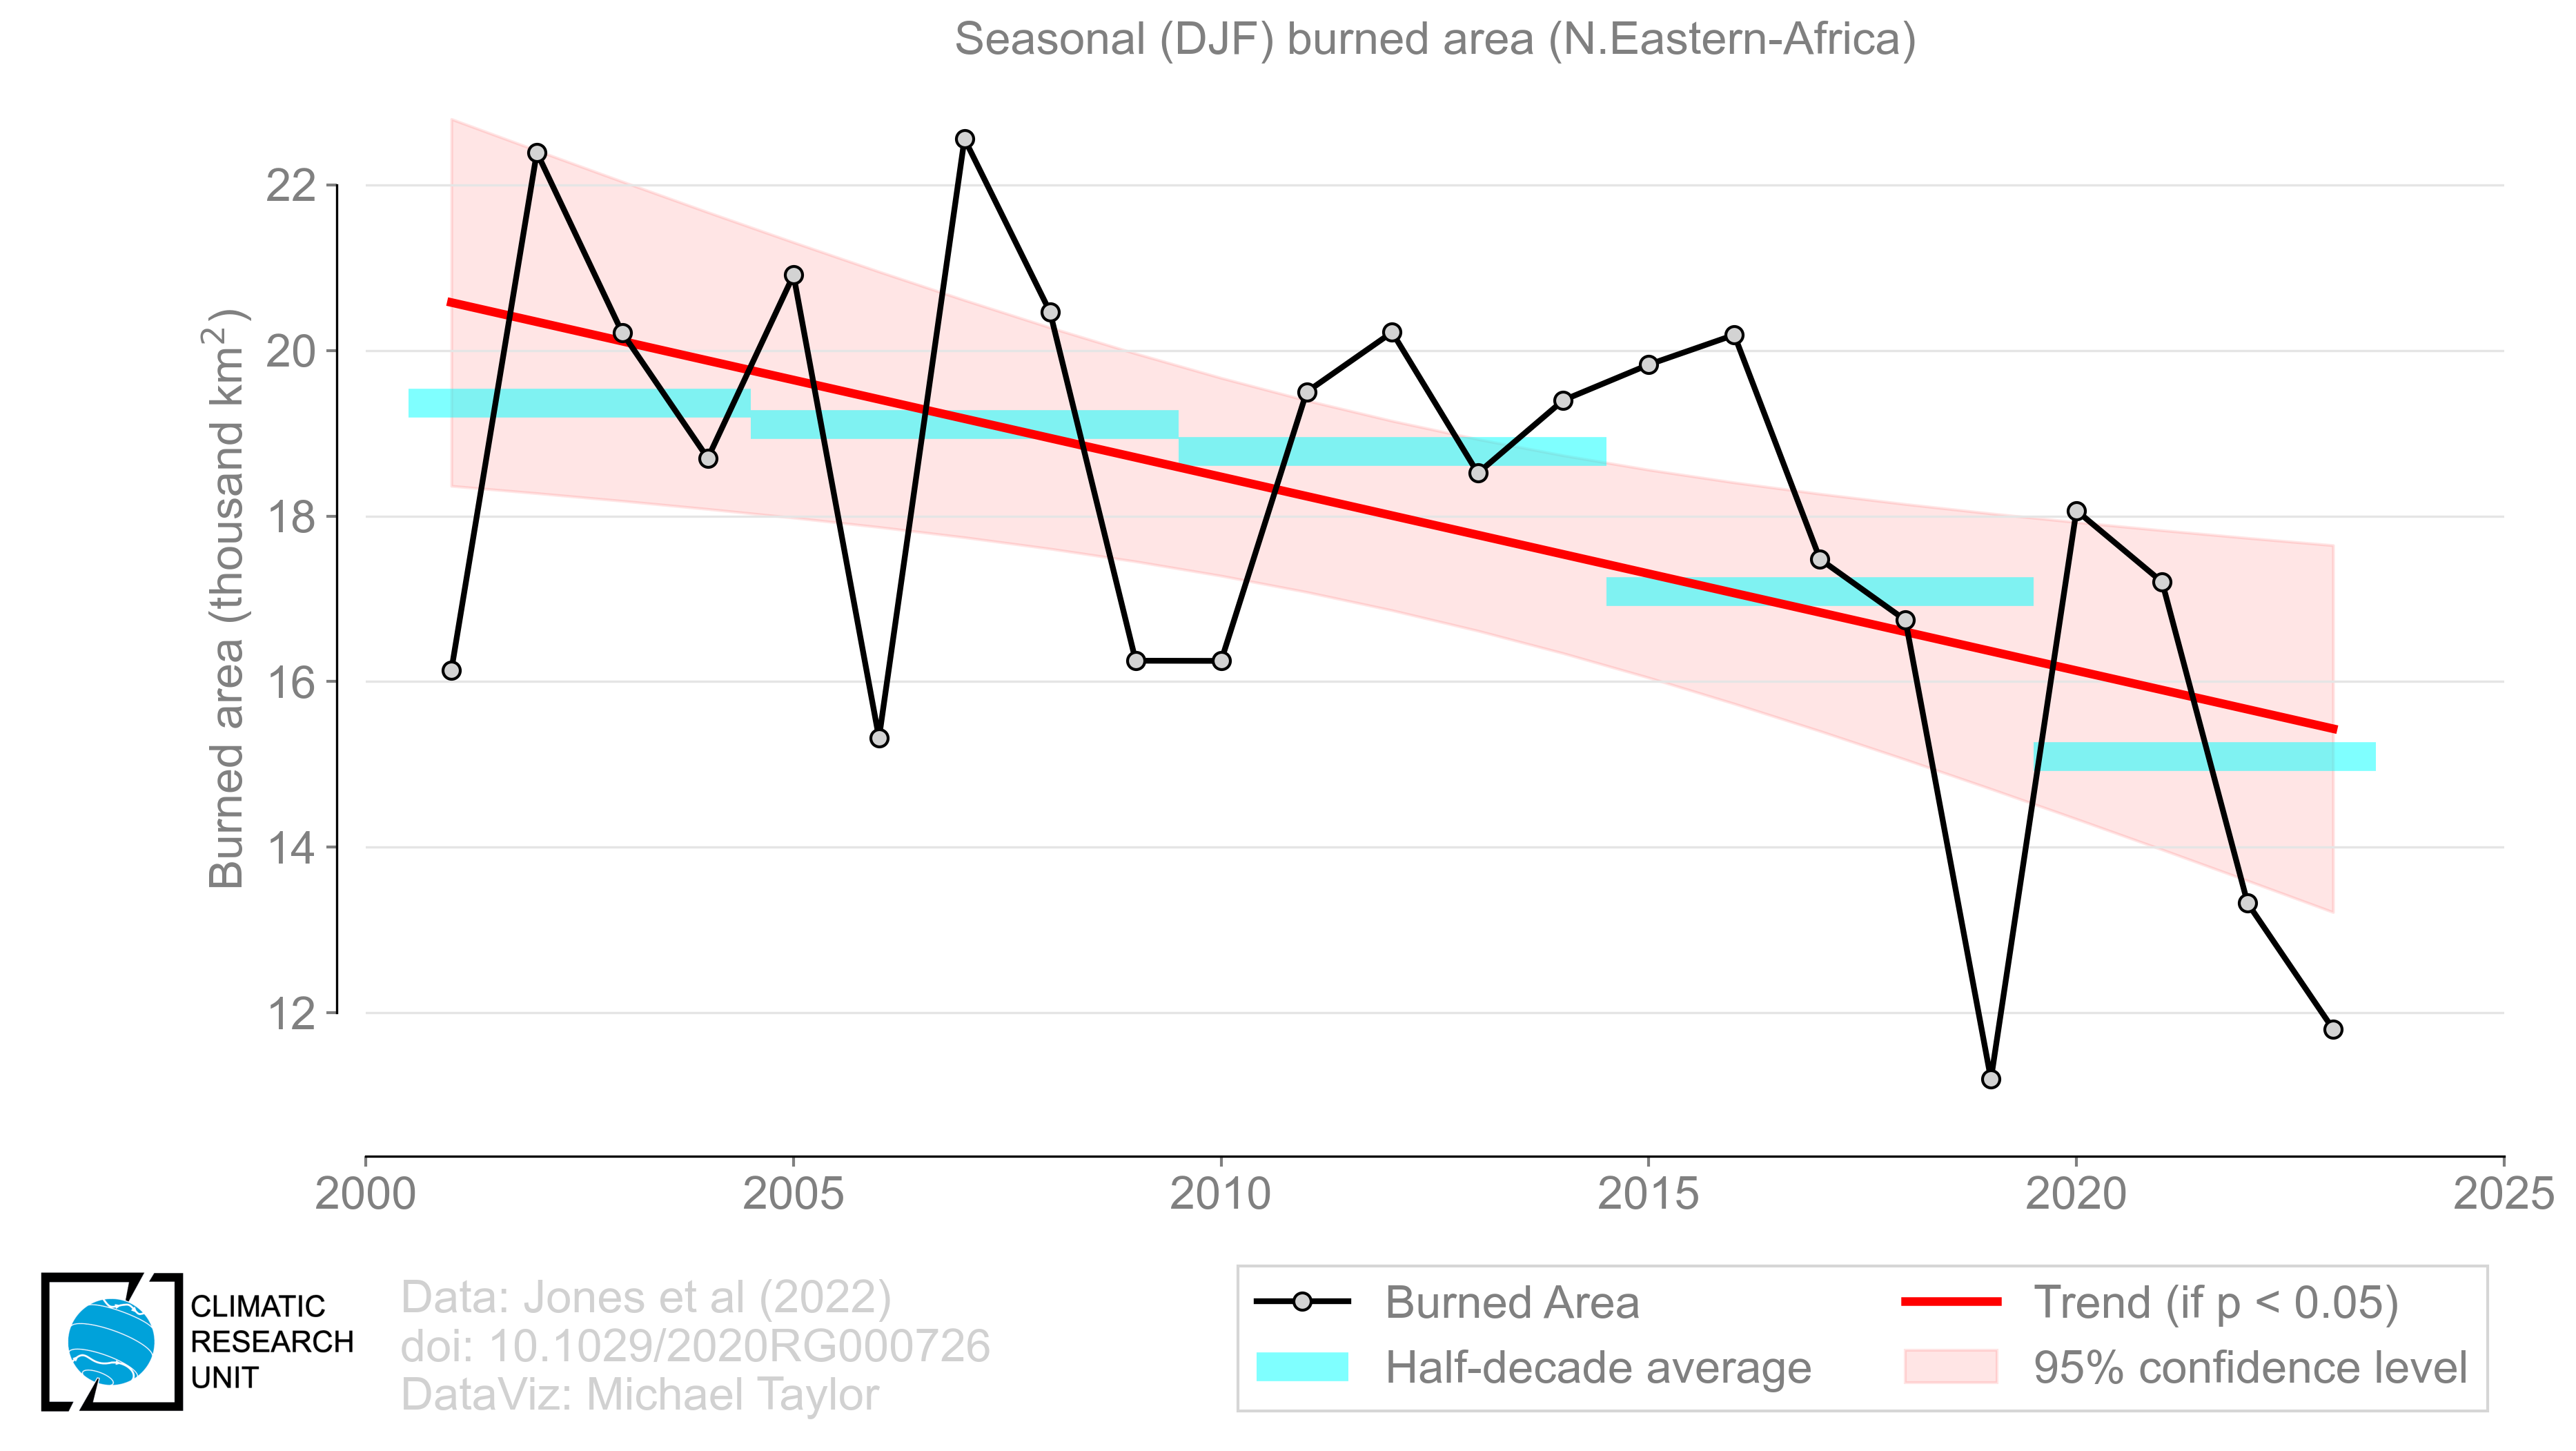 Seasonal (DJF) burned area (N.Eastern-Africa)
Burned area (thousand km²)
22
20
18
16
14
12
2000
2005
2010
2015
2020
2025
CLIMATIC
RESEARCH
UNIT
Data: Jones et al (2022)
doi: 10.1029/2020RG000726
DataViz: Michael Taylor
Burned Area
Half-decade average
Trend (if p < 0.05)
95% confidence level